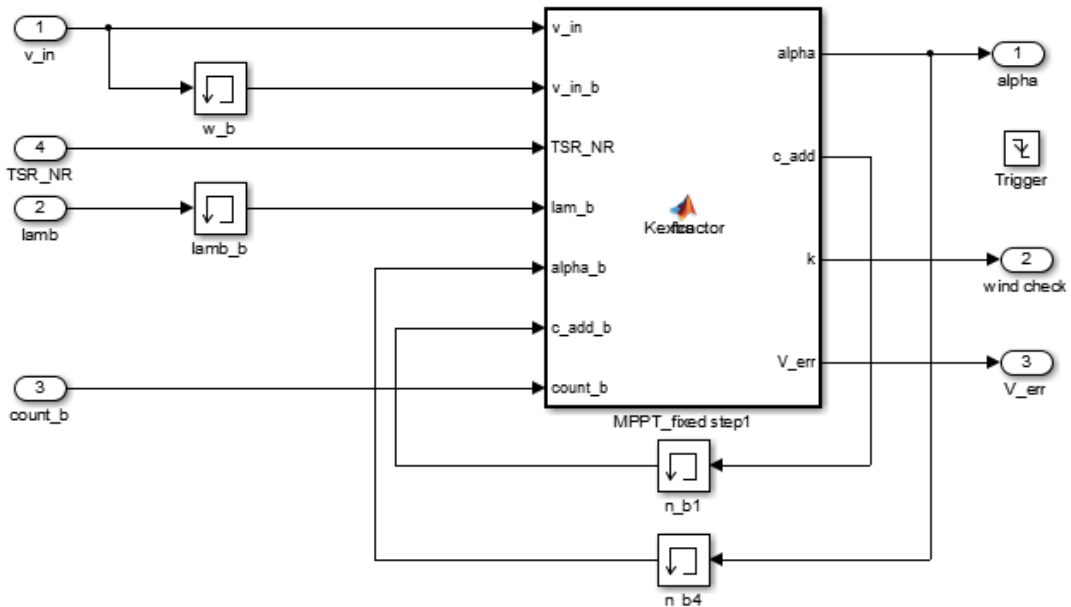 1
v_in
w_b
4
TSR_NR
2
lamb
lamb_b
3
count_b
v_in
v_in_b
TSR_NR
lam_b
alpha_b
c_add_b
count_b
alpha
c_add
k
V_err
MPPT_fixed step1
n_b1
n_b4
1
alpha
Trigger
2
wind check
3
V_err